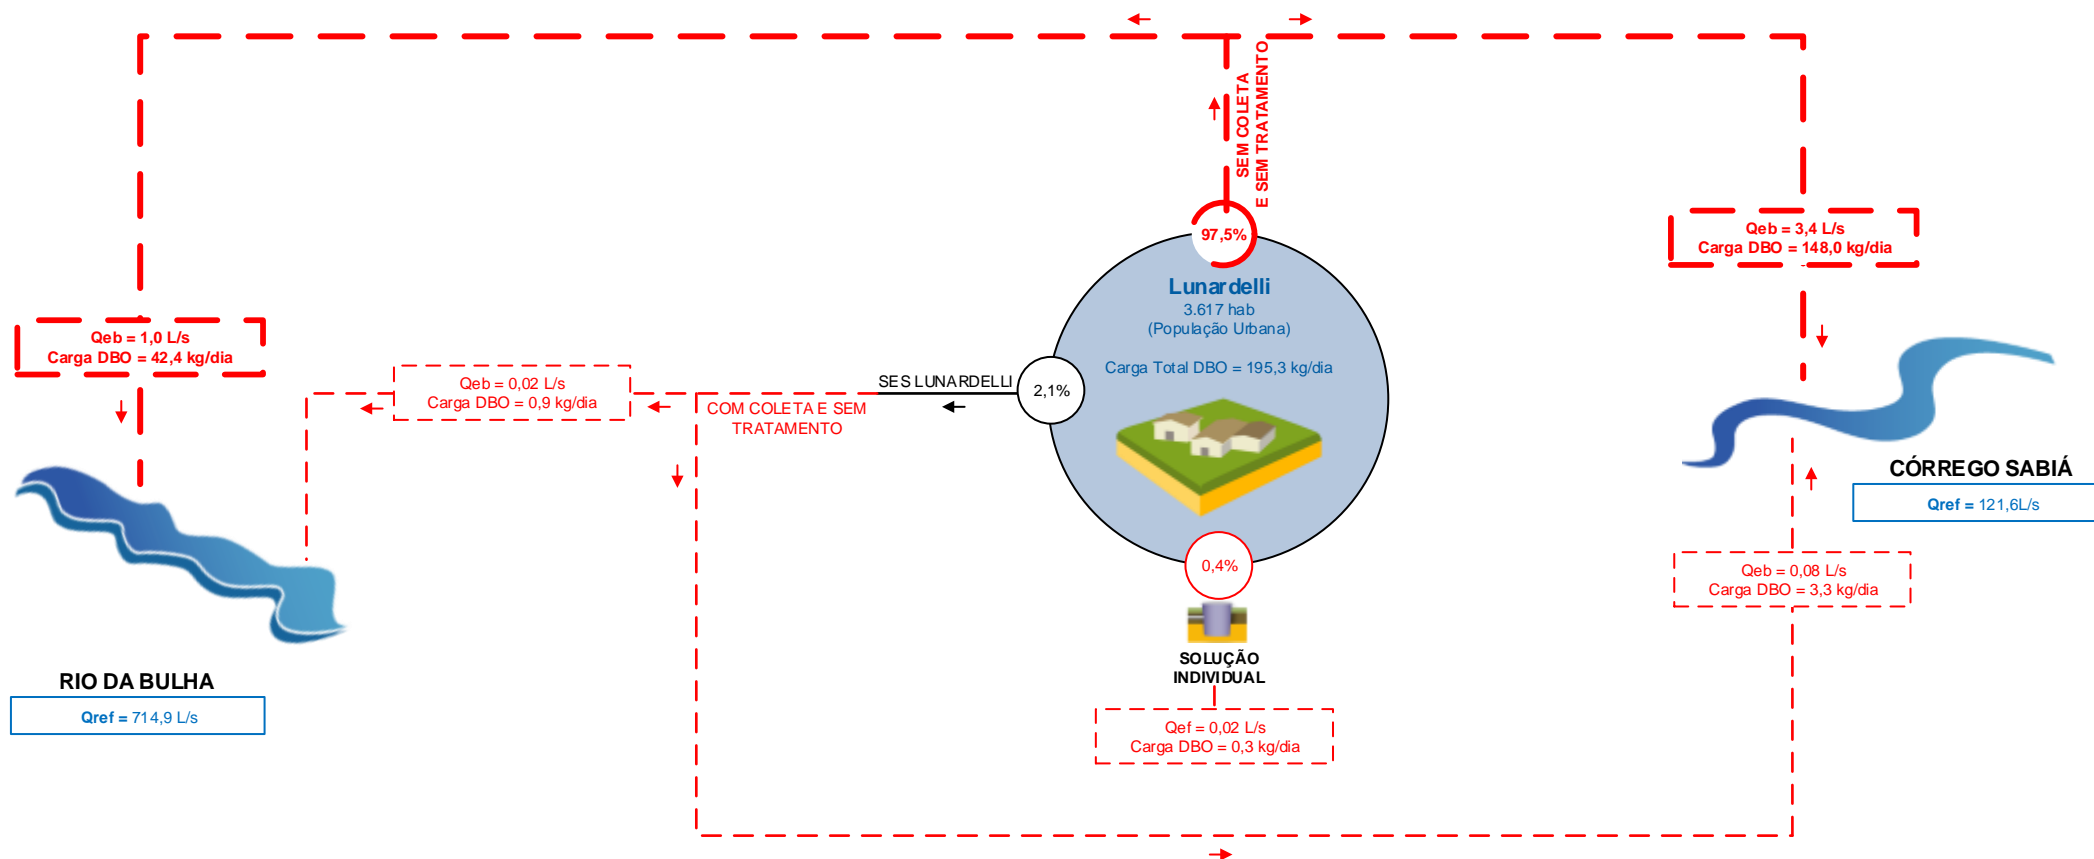 SEM COLETA
E SEM TRATAMENTO
97,5%
Qeb = 3,4 L/s
Carga DBO = 148,0 kg/dia
Lunardelli
3.617 hab
(População Urbana)
Carga Total DBO = 195,3 kg/dia
Qeb = 1,0 L/s
Carga DBO = 42,4 kg/dia
Qeb = 0,02 L/s
Carga DBO = 0,9 kg/dia
SES LUNARDELLI
2,1%
COM COLETA E SEM
TRATAMENTO
CÓRREGO SABIÁ
Qref = 121,6L/s
0,4%
Qeb = 0,08 L/s
Carga DBO = 3,3 kg/dia
SOLUÇÃO
INDIVIDUAL
RIO DA BULHA
Qref = 714,9 L/s
Qef = 0,02 L/s
Carga DBO = 0,3 kg/dia